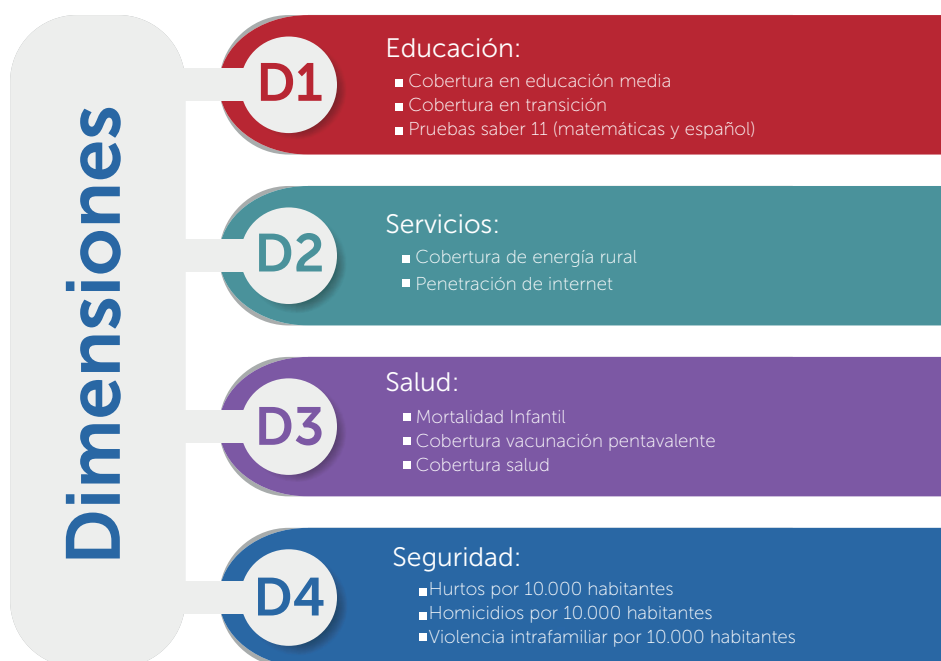 Dimensiones
D1
Educación:
Cobertura en educación media
Cobertura en transición
Pruebas saber 11 (matemáticas y español)
D2
Servicios:
Cobertura de energía rural
Penetración de internet
D3
Salud:
Mortalidad Infantil
Cobertura vacunación pentavalente
Cobertura salud
D4
Seguridad:
Hurtos por 10.000 habitantes
Homicidios por 10.000 habitantes
Violencia intrafamiliar por 10.000 habitantes